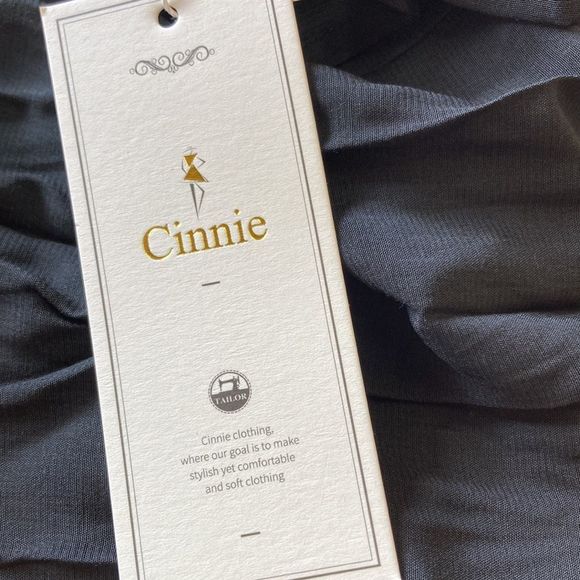 Cinnie
TAILOR
Cinnie clothing,
where our goal is to make
stylish yet comfortable
and soft clothing